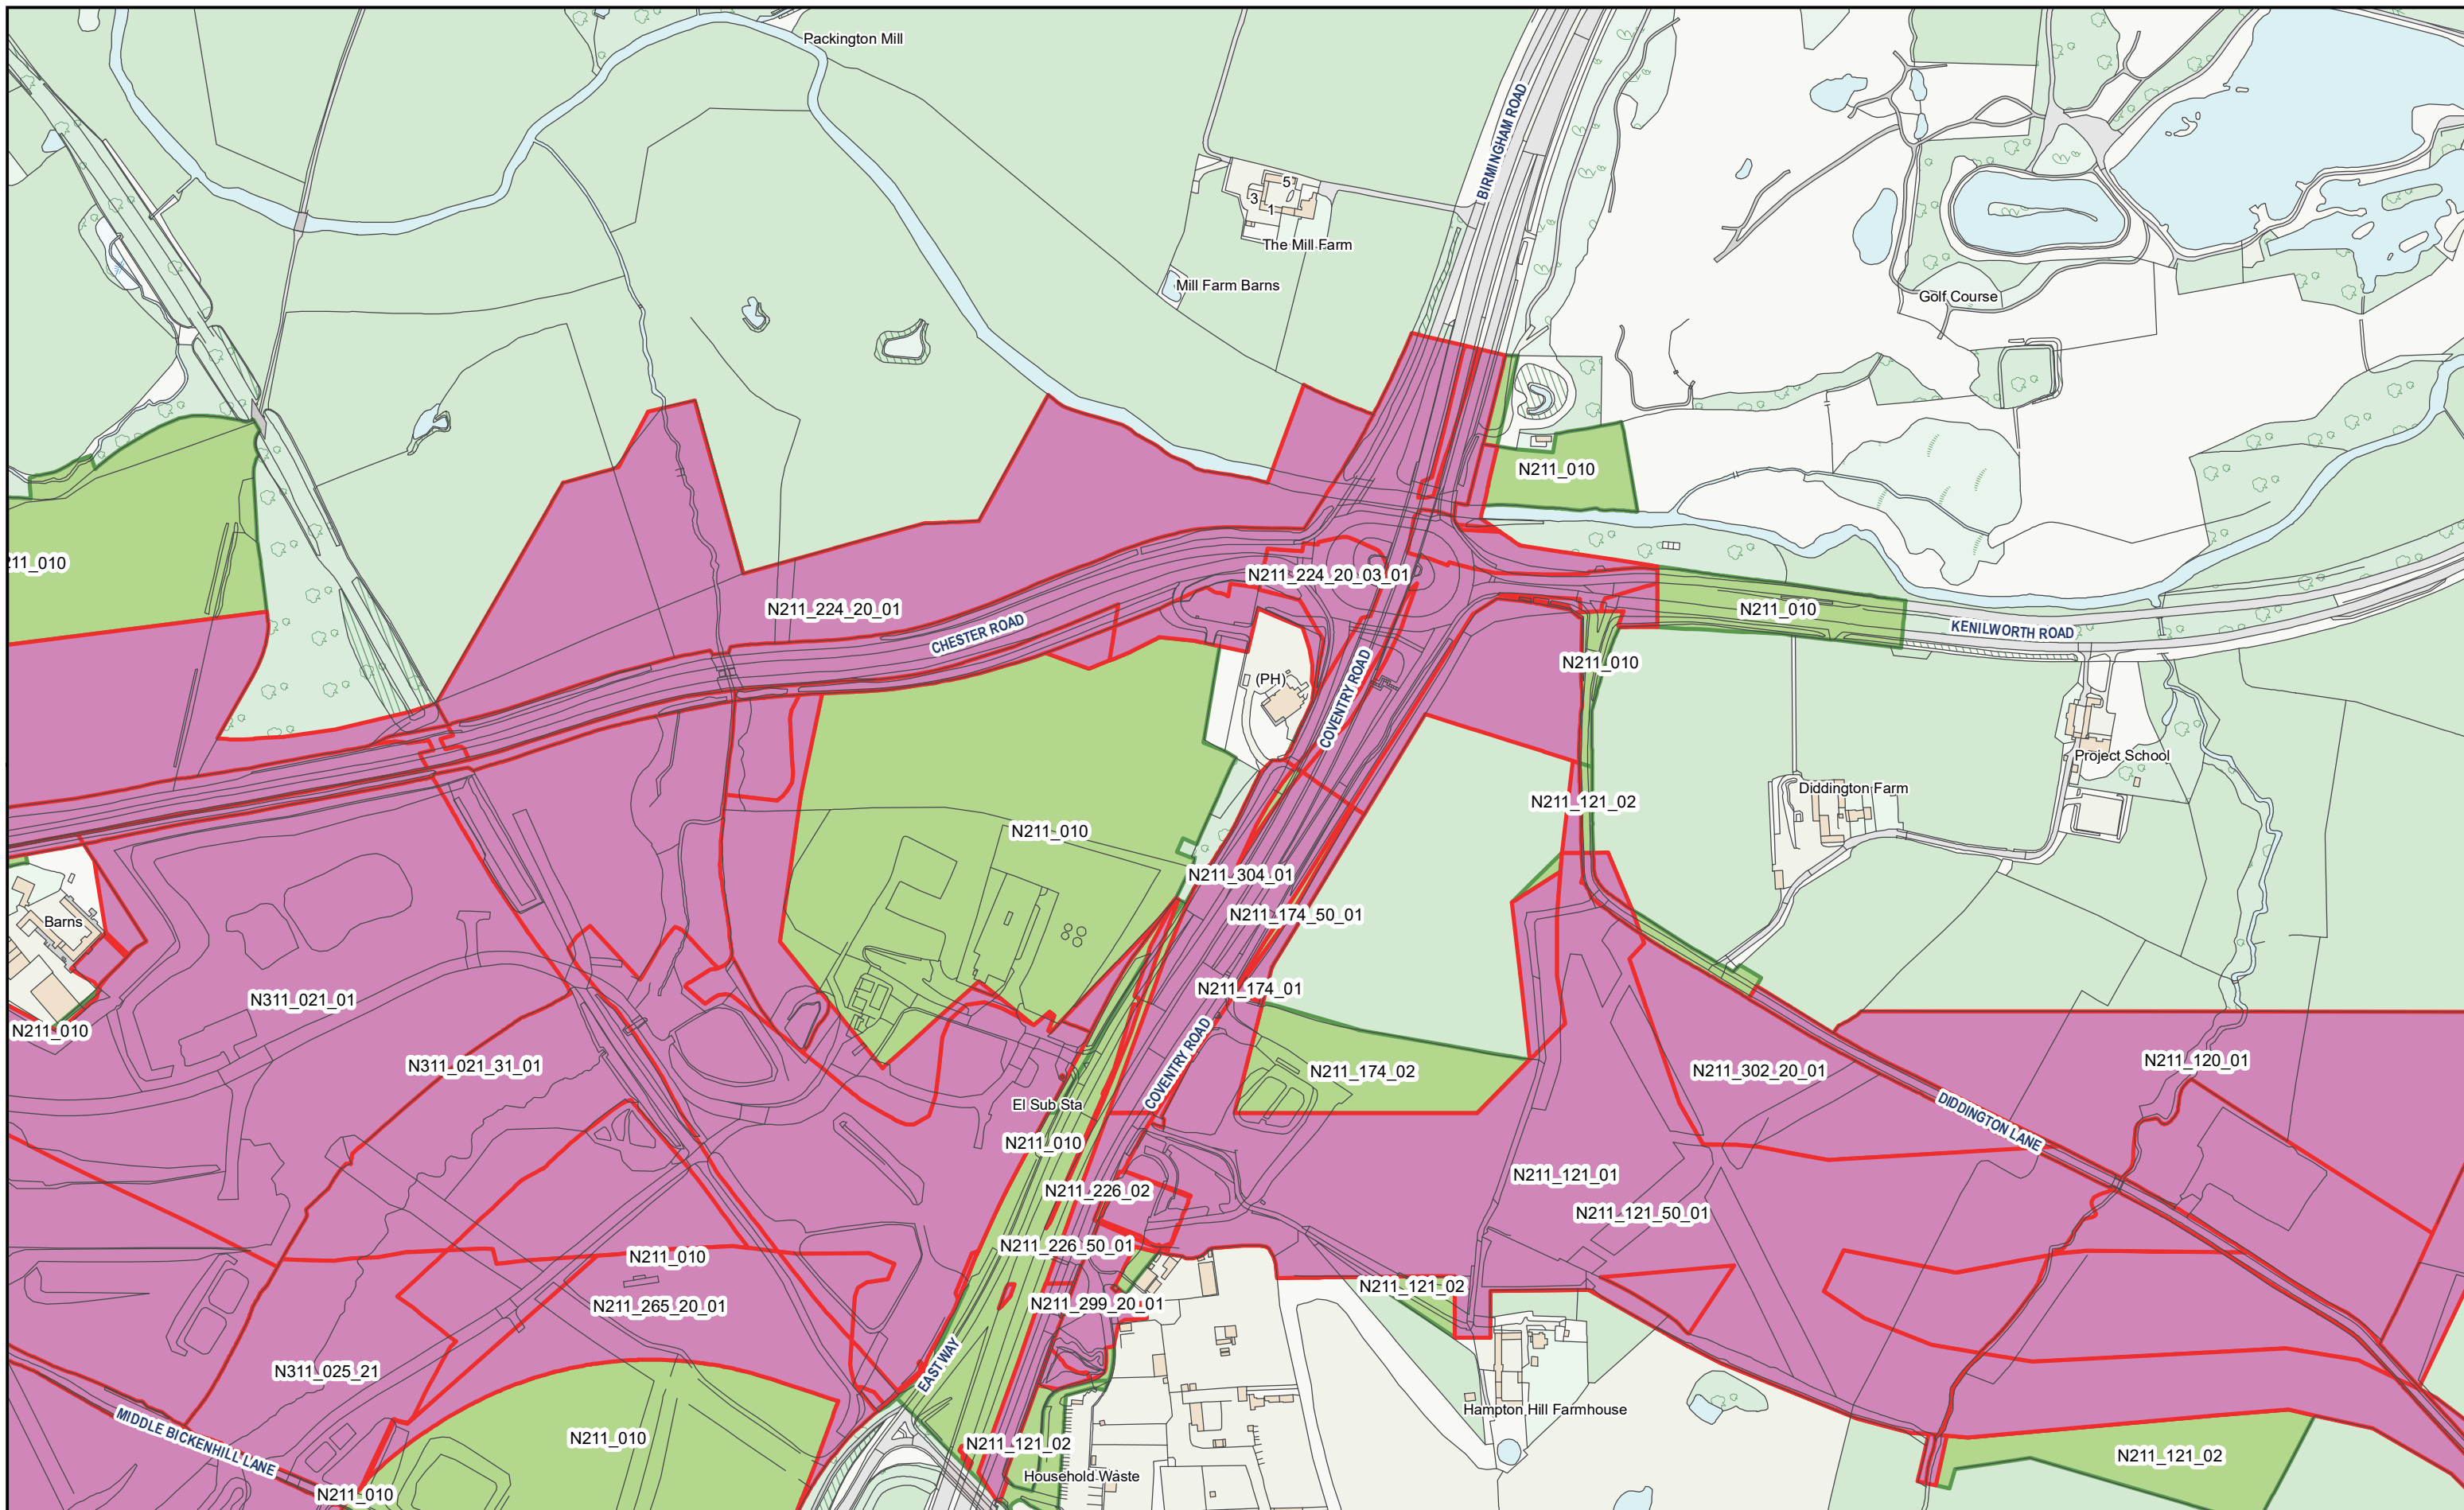 Packington Mill
BIRMINGHAM ROAD
5
3
1
The Mill Farm
Mill Farm Barns
Golf Course
N211_010
211_010
N211_224_20_03_01
N211_224_20_01
N211_010
CHESTER ROAD
KENILWORTH ROAD
N211_010
(PH)
COVENTRY ROAD
Project School
Diddington Farm
N211_121_02
N211_010
N211_304_01
N211_174_50_01
Barns
N211_174_01
N311_021_01
N211_010
N311_021_31_01
COVENTRY ROAD
N211_174_02
N211_302_20_01
N211_120_01
El Sub Sta
DIDDINGTON LANE
N211_010
N211_121_01
N211_226_02
N211_121_50_01
N211_226_50_01
N211_010
N211_121_02
N211_265_20_01
N211_299_20_01
EAST WAY
N311_025_21
Hampton Hill Farmhouse
MIDDLE BICKENHILL LANE
N211_010
N211_121_02
N211_121_02
Household Waste
N211_010